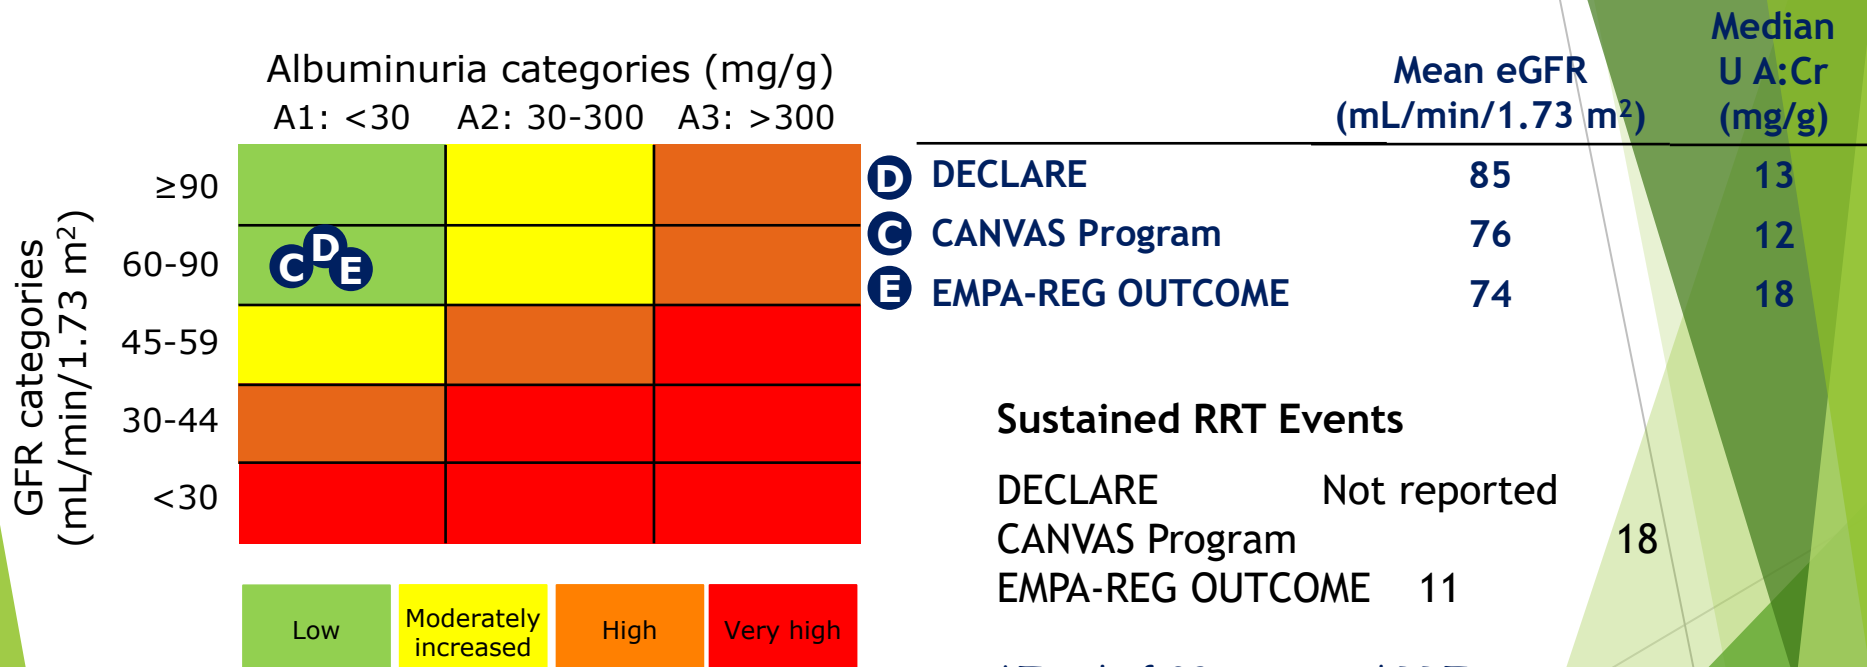 Albuminuria categories (mg/g)
A1: <30 A2: 30-300 A3: >300
GFR categories
(mL/min/1.73 m²)
≥90
60-90
45-59
30-44
<30
C
D
E
Low
Moderately
increased
High
Very high
Mean eGFR
(mL/min/1.73 m²)
Median
U A:Cr
(mg/g)
D DECLARE 85 13
C CANVAS Program 76 12
E EMPA-REG OUTCOME 74 18
Sustained RRT Events
DECLARE Not reported
CANVAS Program 18
EMPA-REG OUTCOME 11